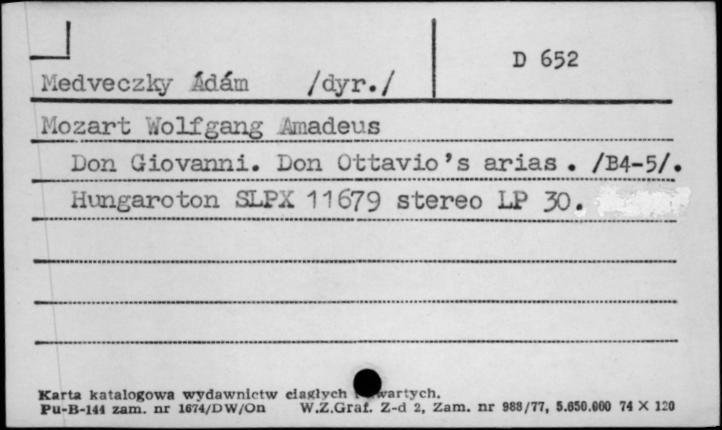 D 652
Medveczky Ádám /dyr./
Mozart Wolfgang Amadeus
Don Giovanni. Don Ottavio's arias . /B4-5/.
Hungaroton SLPX 11679 stereo LP 30.
Karta katalogowa wydawnictw ciągłych i zwartych.
Pu-B-144 zam. nr 1674/DW/On W.Z.Graf. Z-d 2, Zam. nr 988/77, 5.650.000 74 X 120